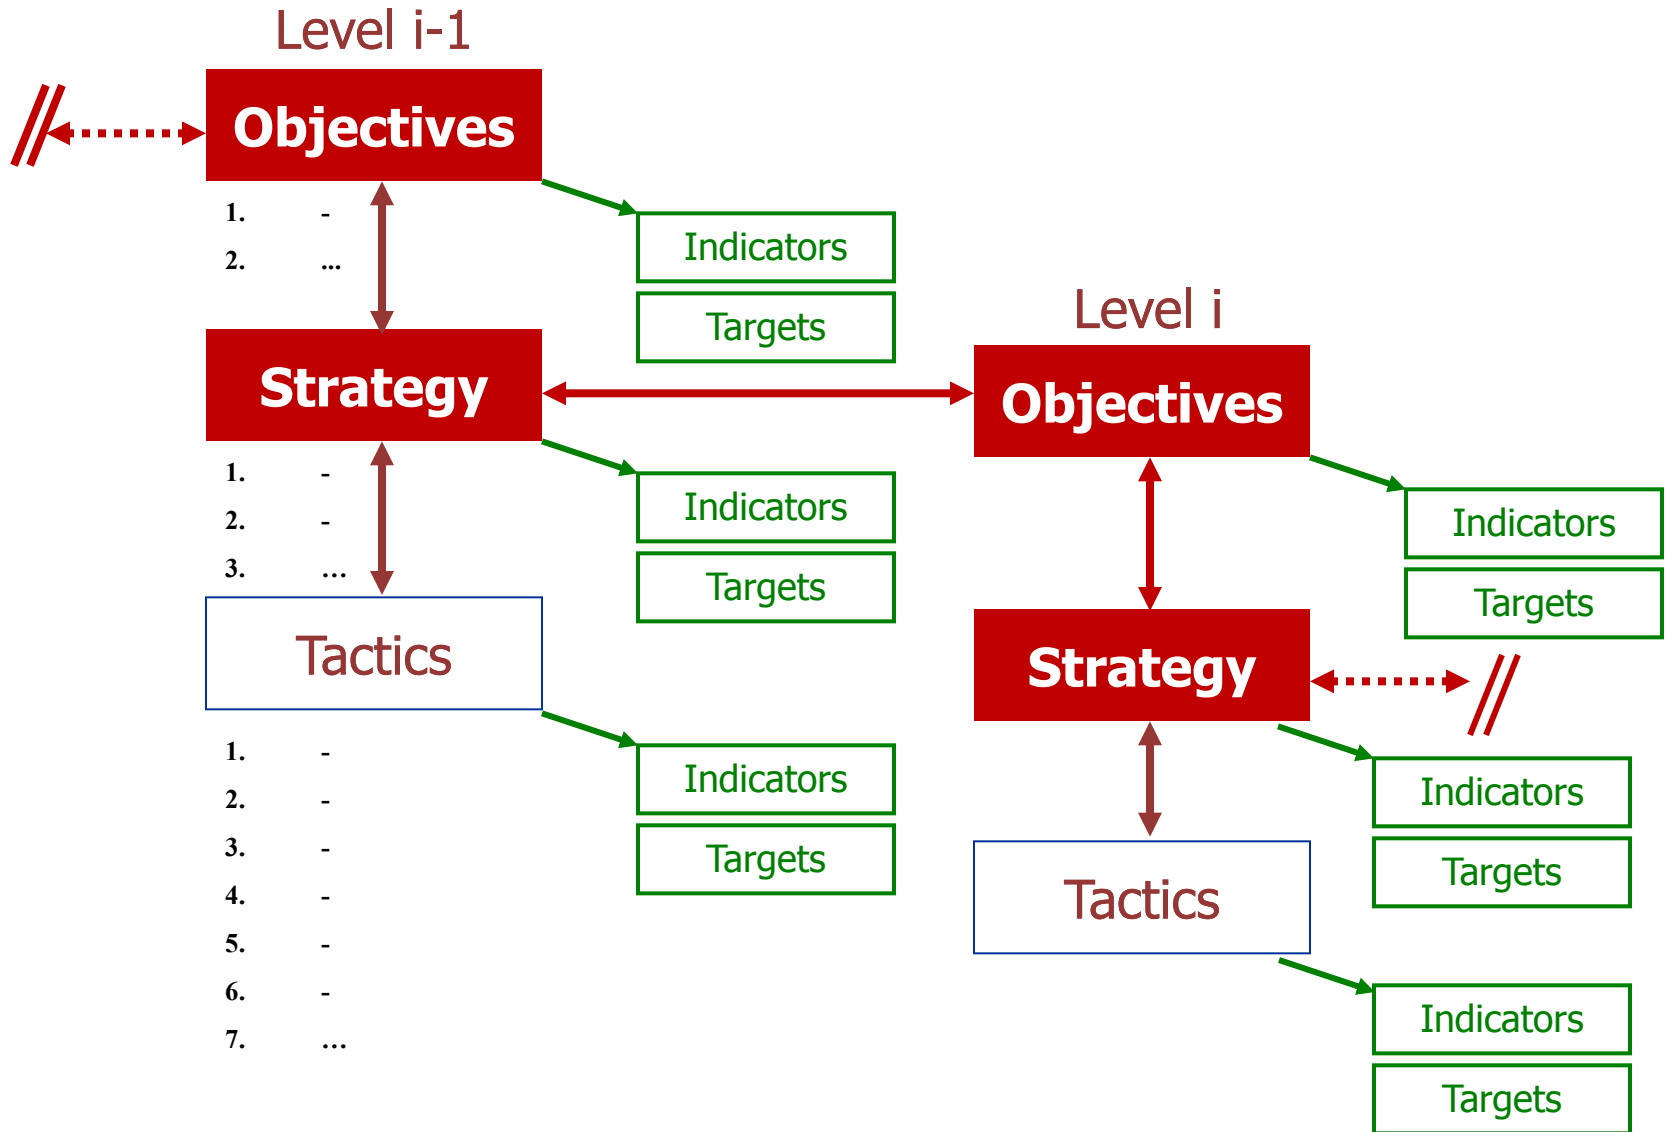 Level i-1
Objectives
1. -
2. ...
Indicators
Targets
Strategy
1. -
2. -
3. ...
Indicators
Targets
Tactics
1. -
2. -
3. -
4. -
5. -
6. -
7. ...
Indicators
Targets
Level i
Objectives
Indicators
Targets
Strategy
Indicators
Targets
Tactics
Indicators
Targets